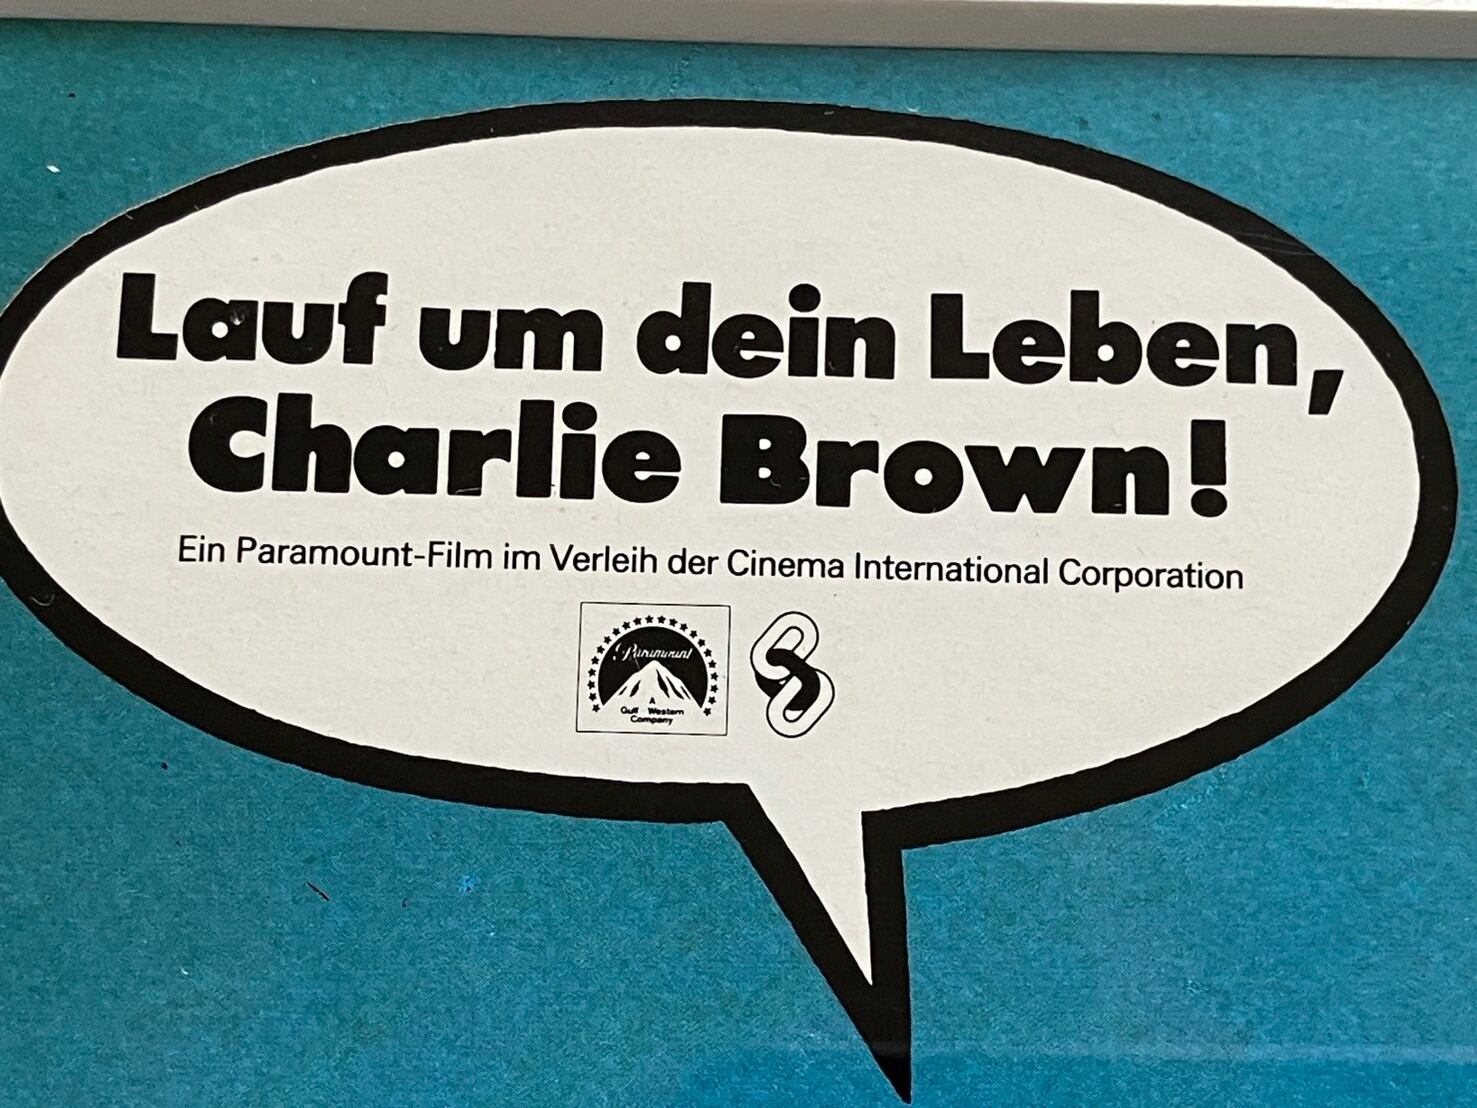 Lauf um dein Leben,
Charlie Brown!
Ein Paramount-Film im Verleih der Cinema International Corporation
Paramount
A
Gulf + Western
Company